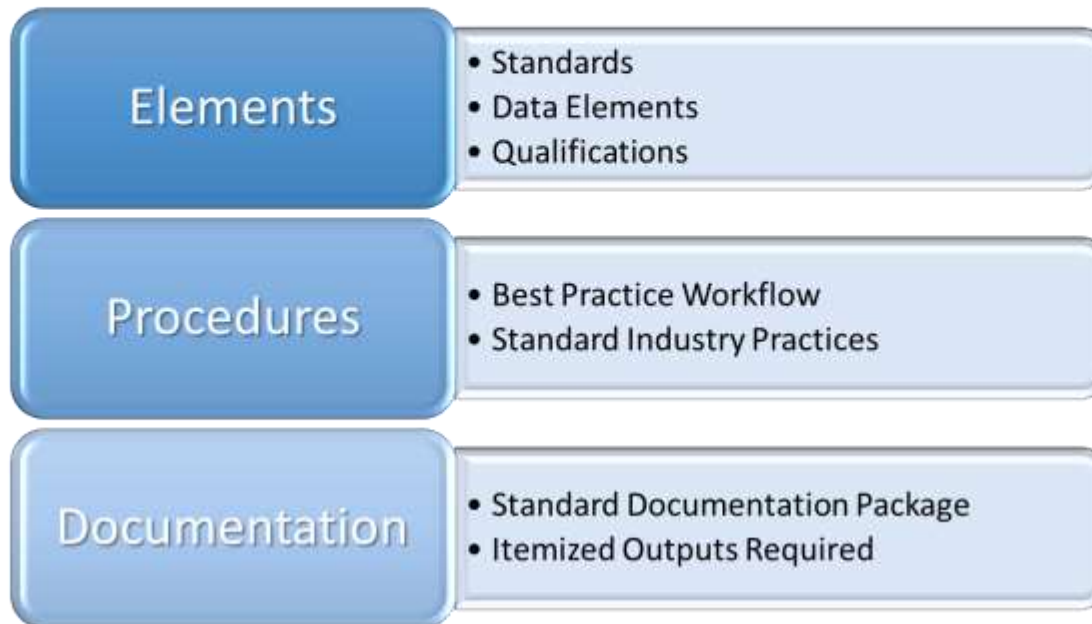 Elements
• Standards
• Data Elements
• Qualifications
Procedures
• Best Practice Workflow
• Standard Industry Practices
Documentation
• Standard Documentation Package
• Itemized Outputs Required